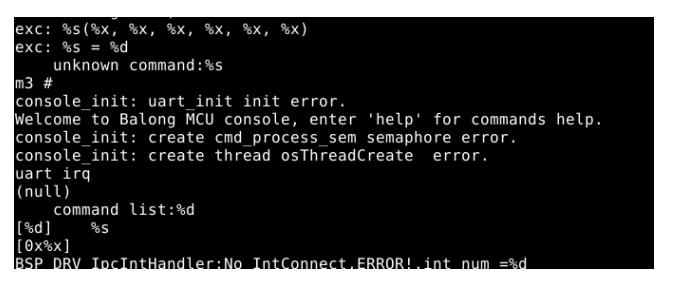 exc: %s(%x, %x, %x, %x, %x, %x)
exc: %s = %d
unknown command:%s
m3 #
console_init: uart_init init error.
Welcome to Balong MCU console, enter 'help' for commands help.
console_init: create cmd_process_sem semaphore error.
console_init: create thread osThreadCreate  error.
uart irq
(null)
command list:%d
[%d]    %s
[0x%x]
BSP_DRV_IpcIntHandler:No IntConnect,ERROR!,int num =%d